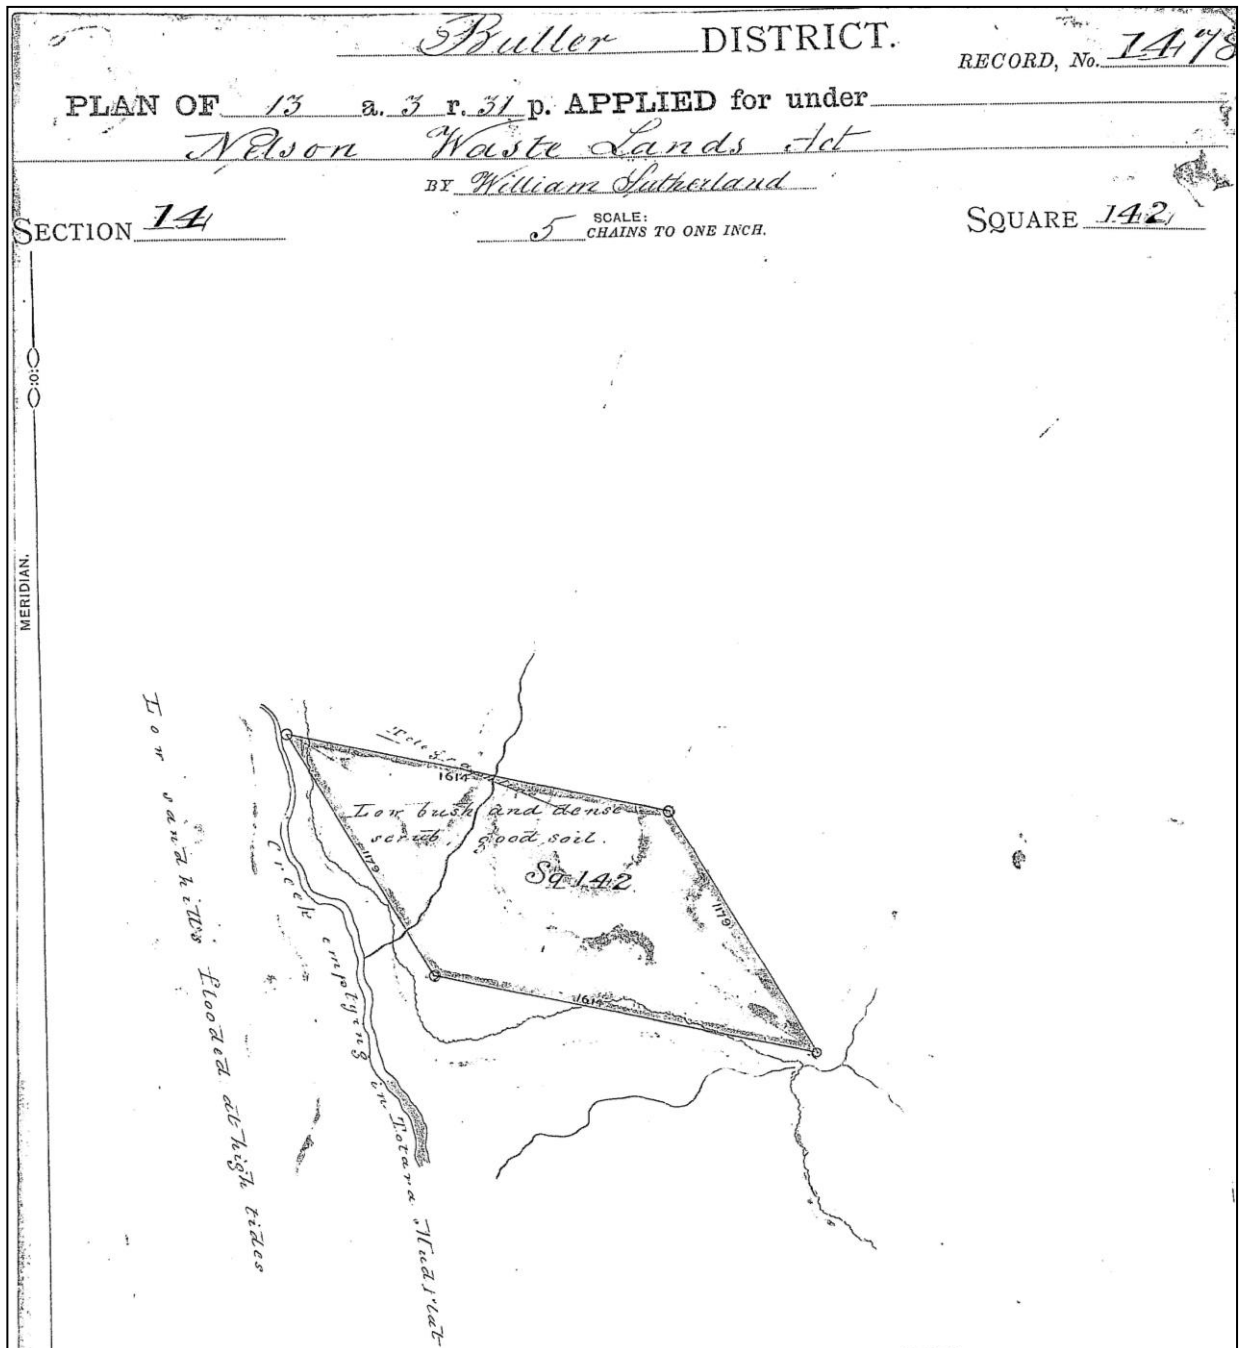 Buller DISTRICT.
RECORD, No. 1478
PLAN OF 13 a. 3 r. 31 p. APPLIED for under
Nelson Waste Lands Act
BY William Sutherland
SECTION 14
SCALE:
5 CHAINS TO ONE INCH.
SQUARE 142
MERIDIAN.
1614
Low bush and dense
scrub, good soil.
Sq 142
1179
1179
1614
Low sandhills flooded at high tides
Creek emptying in Totara Mudflat